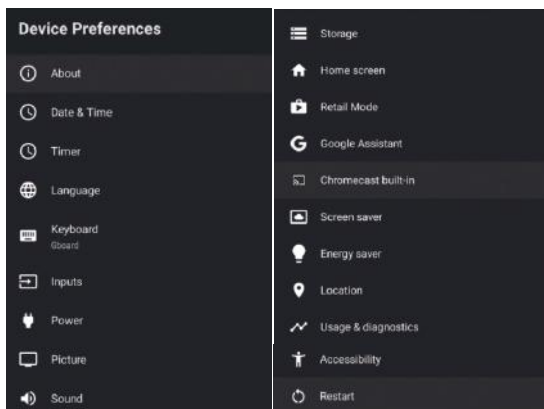 Device Preferences
About
Date & Time
Timer
Language
Keyboard
Gboard
Inputs
Power
Picture
Sound
Storage
Home screen
Retail Mode
Google Assistant
Chromecast built-in
Screen saver
Energy saver
Location
Usage & diagnostics
Accessibility
Restart